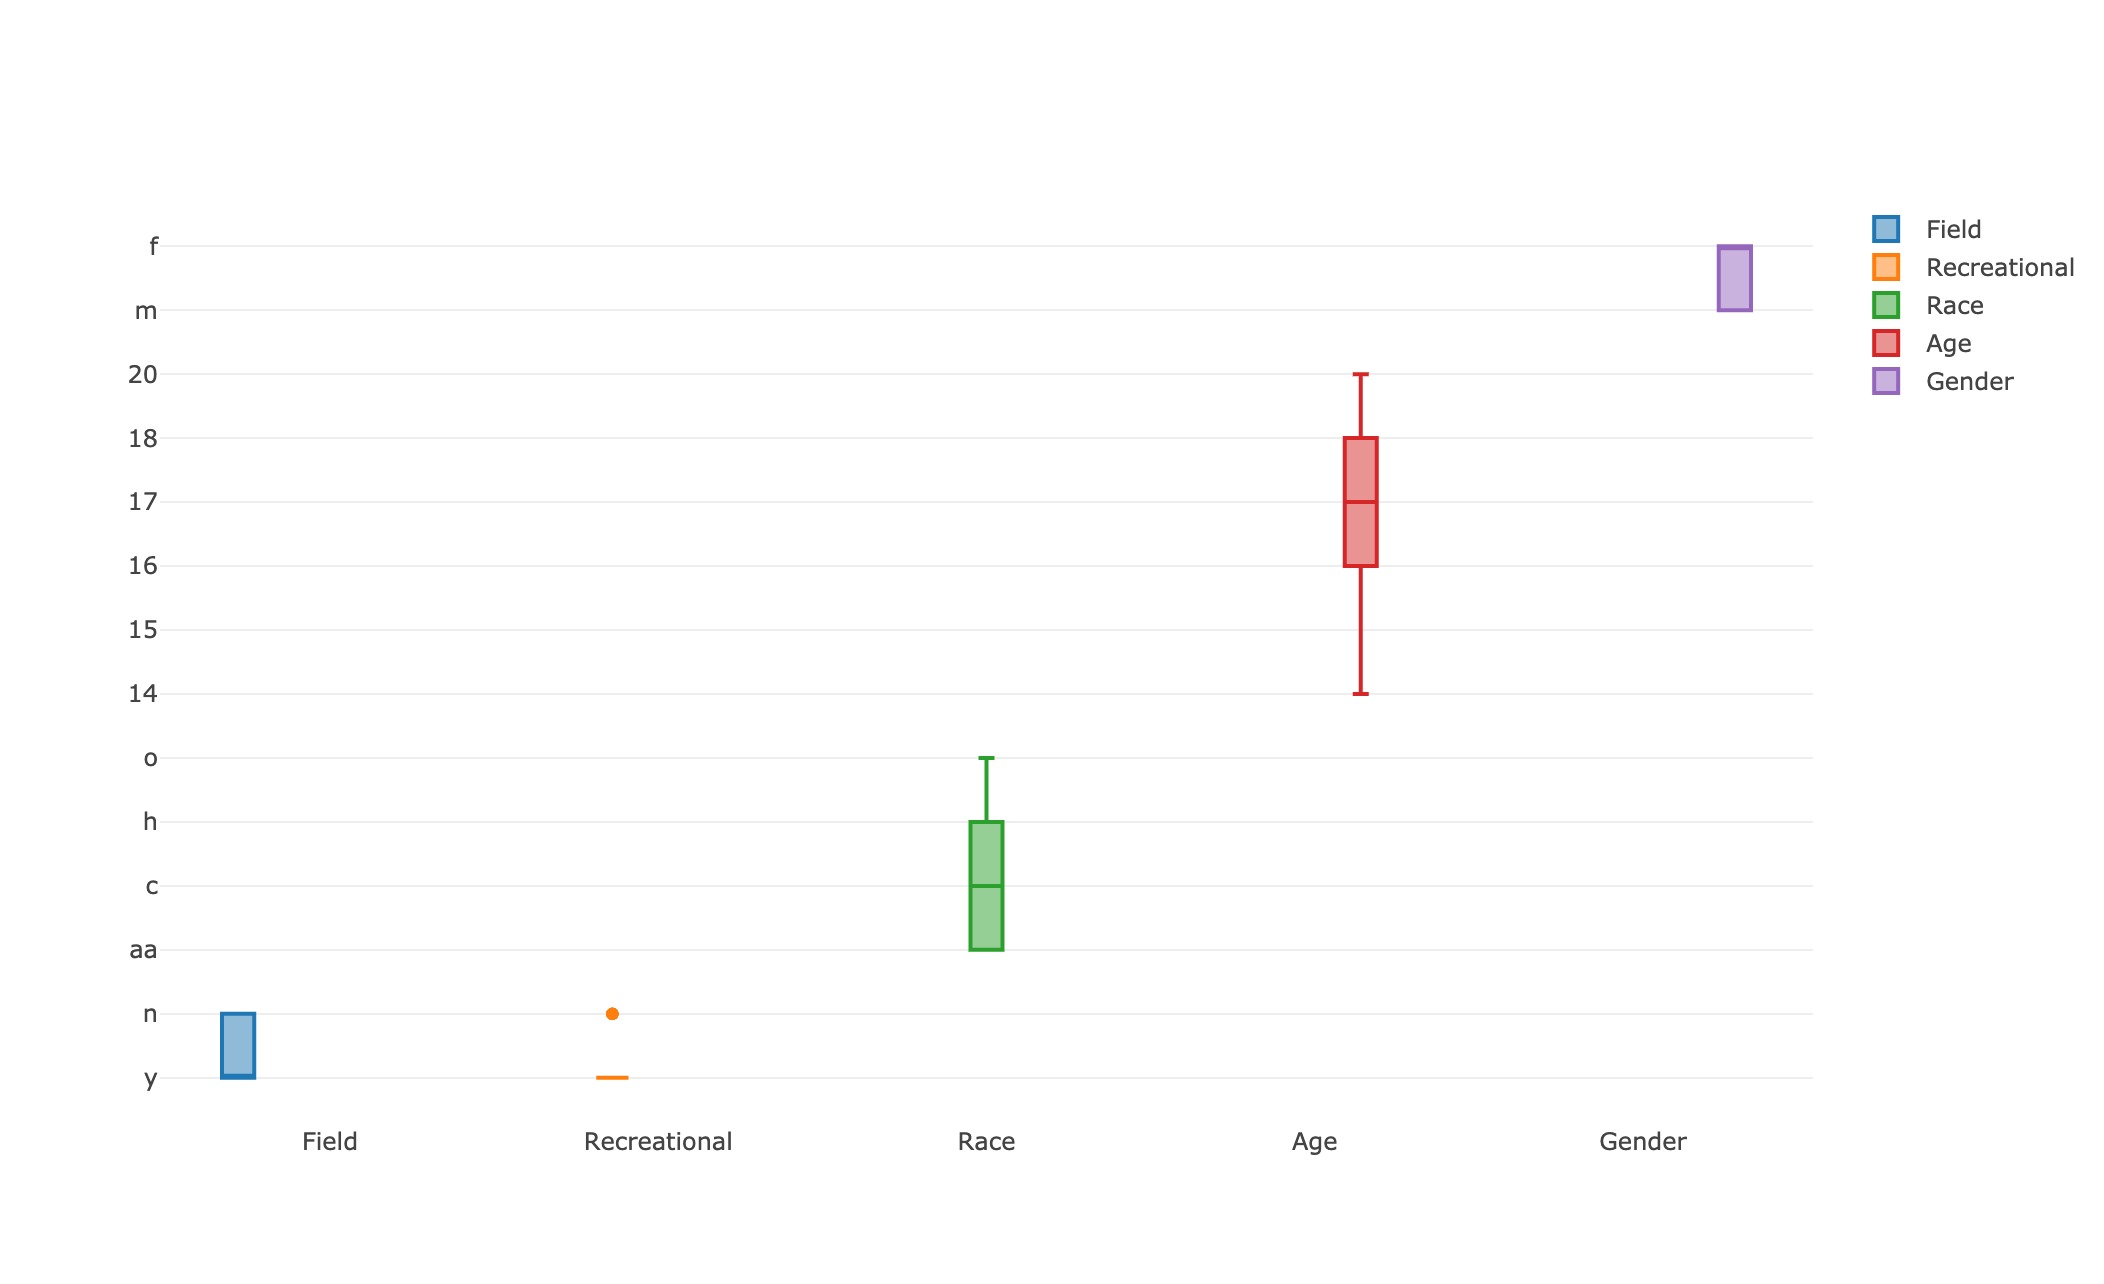 f
m
20
18
17
16
15
14
o
h
c
aa
n
y
Field Recreational Race Age Gender
Field
Recreational
Race
Age
Gender